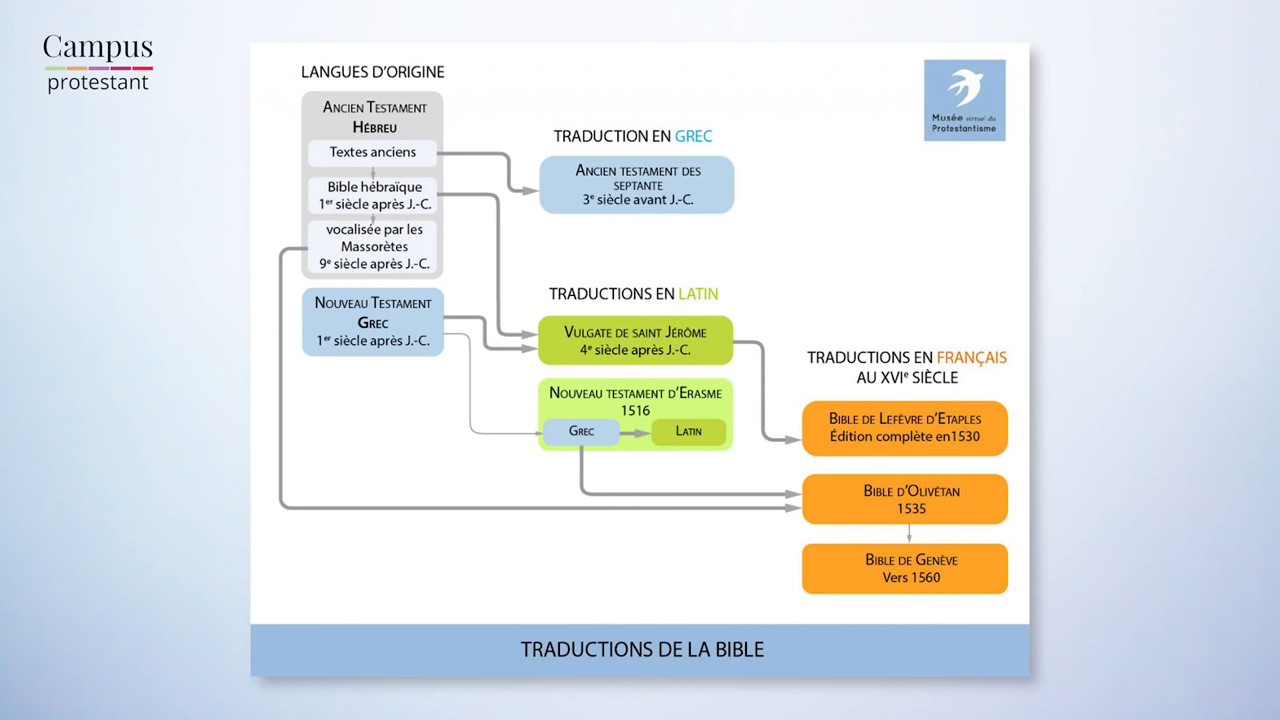 Campus
protestant
LANGUES D'ORIGINE
ANCIEN TESTAMENT
HÉBREU
Textes anciens
Bible hébraïque
1er siècle après J.-C.
vocalisée par les
Massorètes
9e siècle après J.-C.
NOUVEAU TESTAMENT
GREC
1er siècle après J.-C.
TRADUCTION EN GREC
ANCIEN TESTAMENT DES
SEPTANTE
3e siècle avant J.-C.
TRADUCTIONS EN LATIN
VULGATE DE SAINT JÉRÔME
4e siècle après J.-C.
NOUVEAU TESTAMENT D'ERASME
1516
GREC
LATIN
Musée virtuel du
Protestantisme
TRADUCTIONS EN FRANÇAIS
AU XVIe SIÈCLE
BIBLE DE LEFÈVRE D'ETAPLES
Édition complète en1530
BIBLE D'OLIVÉTAN
1535
BIBLE DE GENÈVE
Vers 1560
TRADUCTIONS DE LA BIBLE